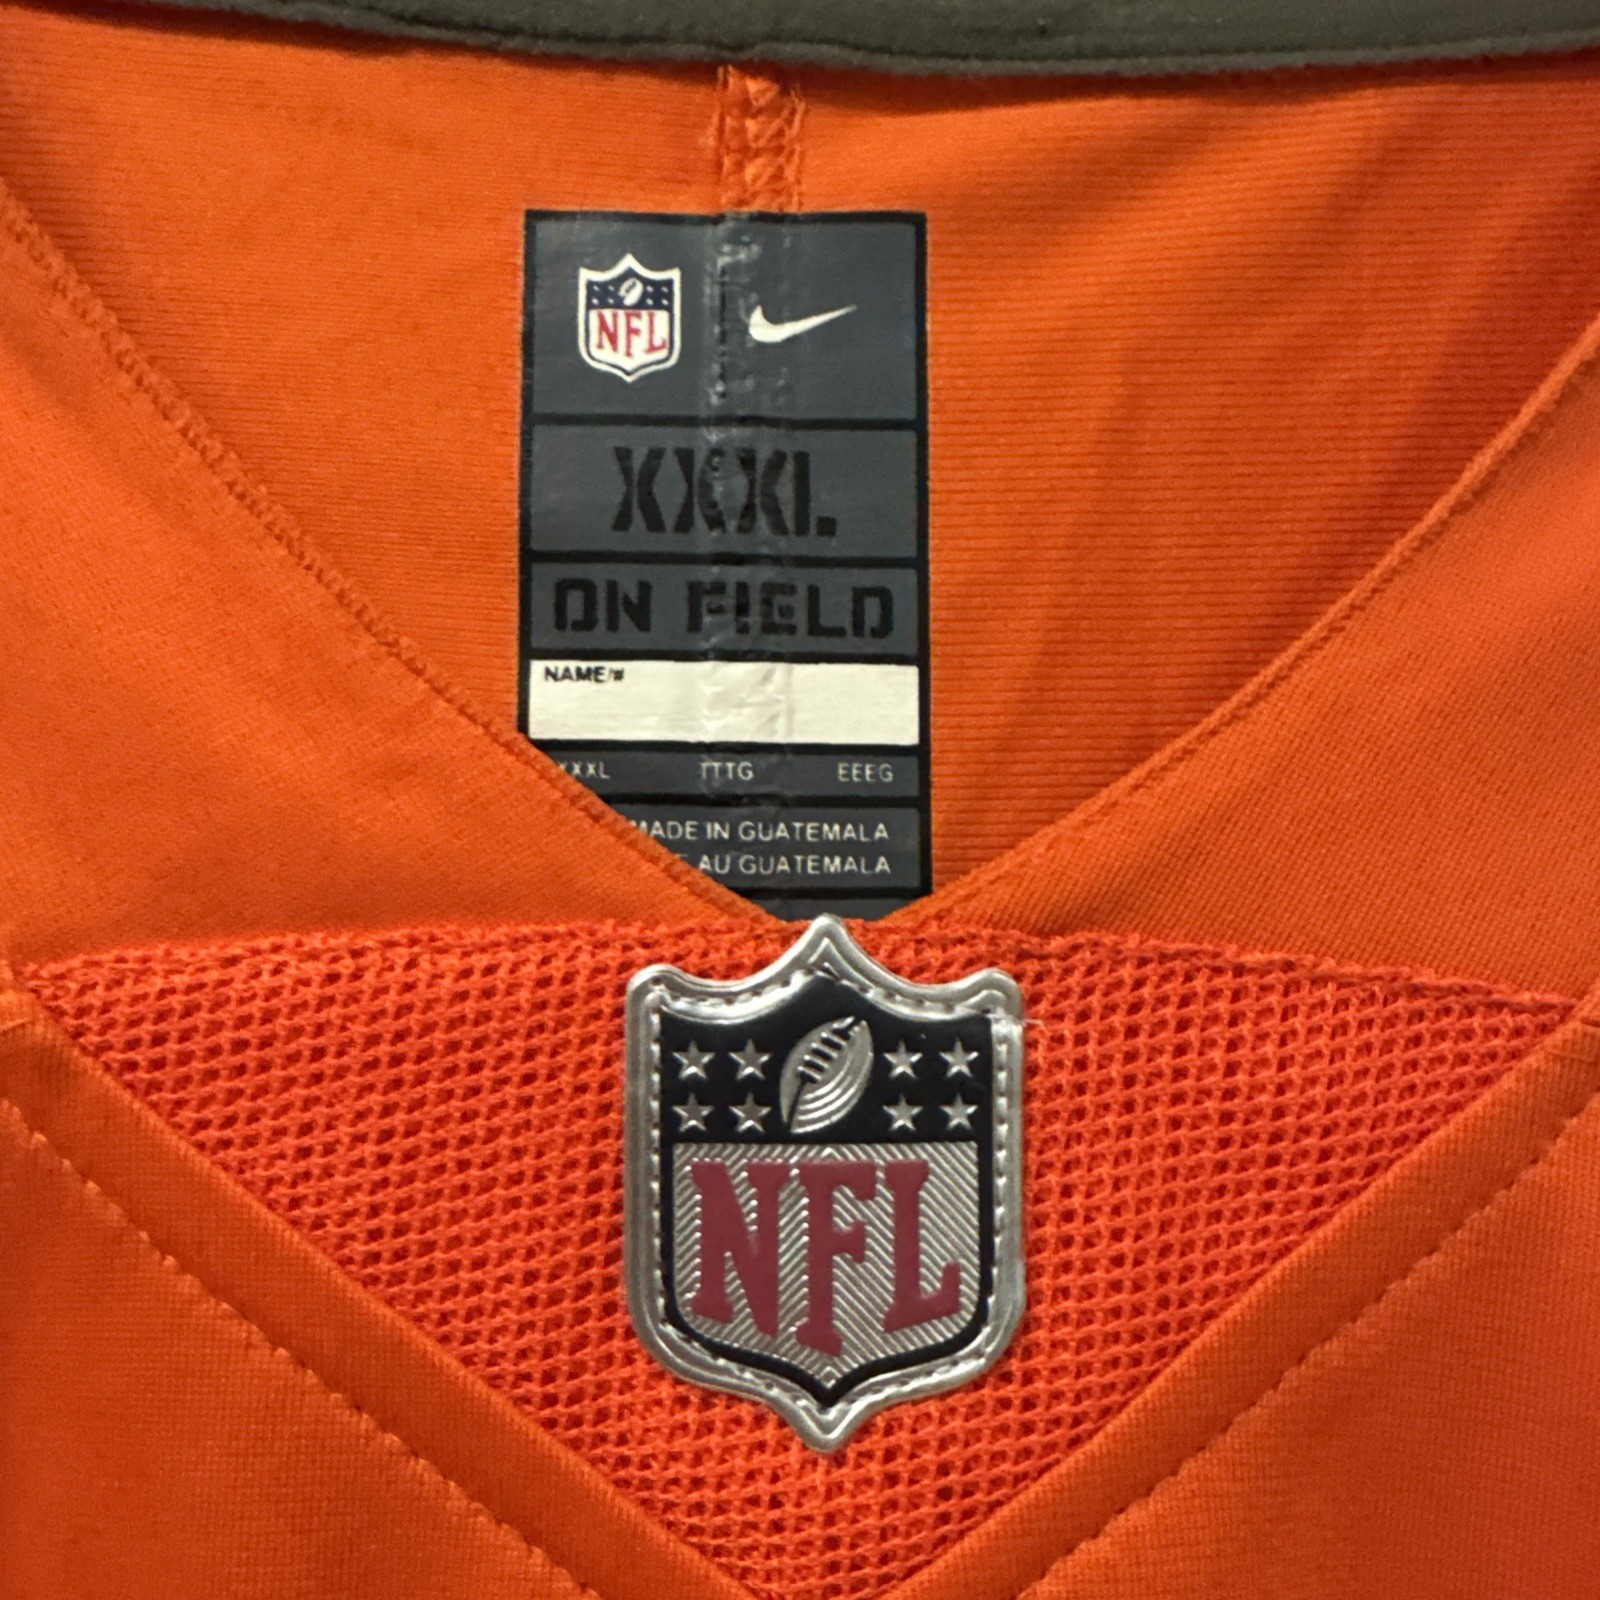 NFL
XXXL
ON FIELD
NAME/#
XXXL TTTG EEEG
MADE IN GUATEMALA
AU GUATEMALA
NFL